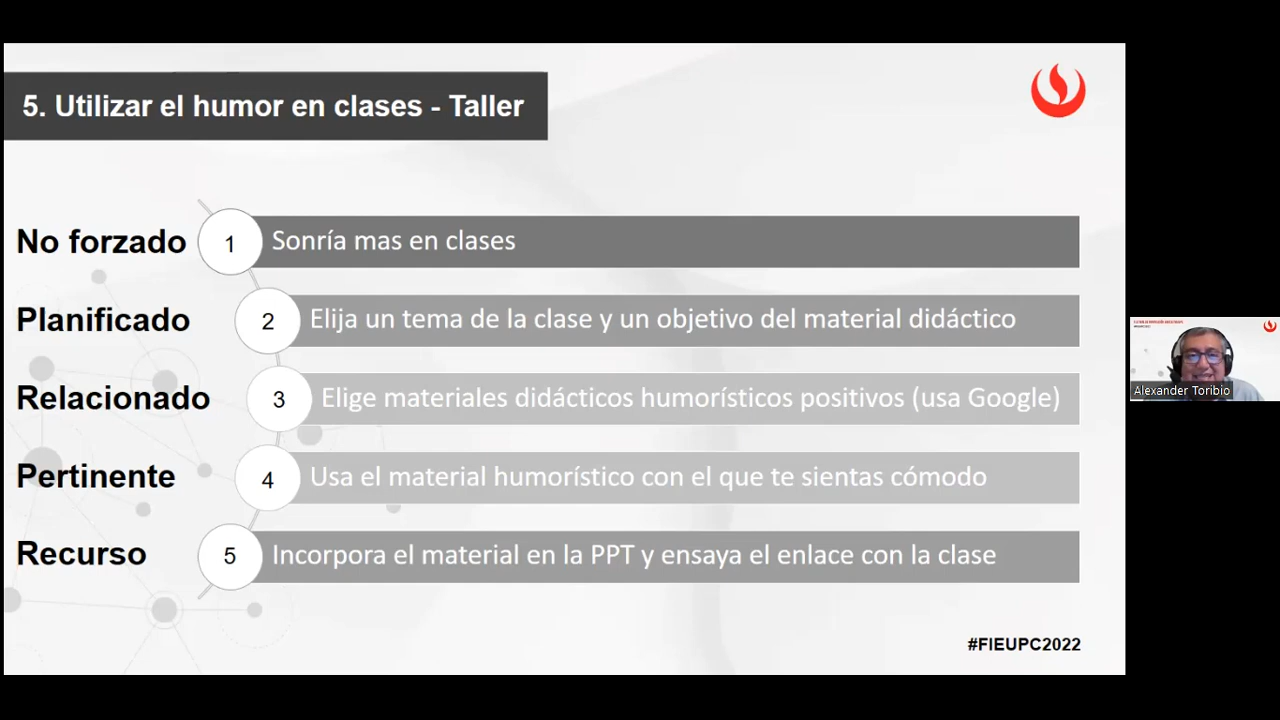 5. Utilizar el humor en clases - Taller
No forzado
1
Sonría mas en clases
Planificado
2
Elija un tema de la clase y un objetivo del material didáctico
Relacionado
3
Elige materiales didácticos humorísticos positivos (usa Google)
Pertinente
4
Usa el material humorístico con el que te sientas cómodo
Recurso
5
Incorpora el material en la PPT y ensaya el enlace con la clase
#FIEUPC2022
Alexander Toribio